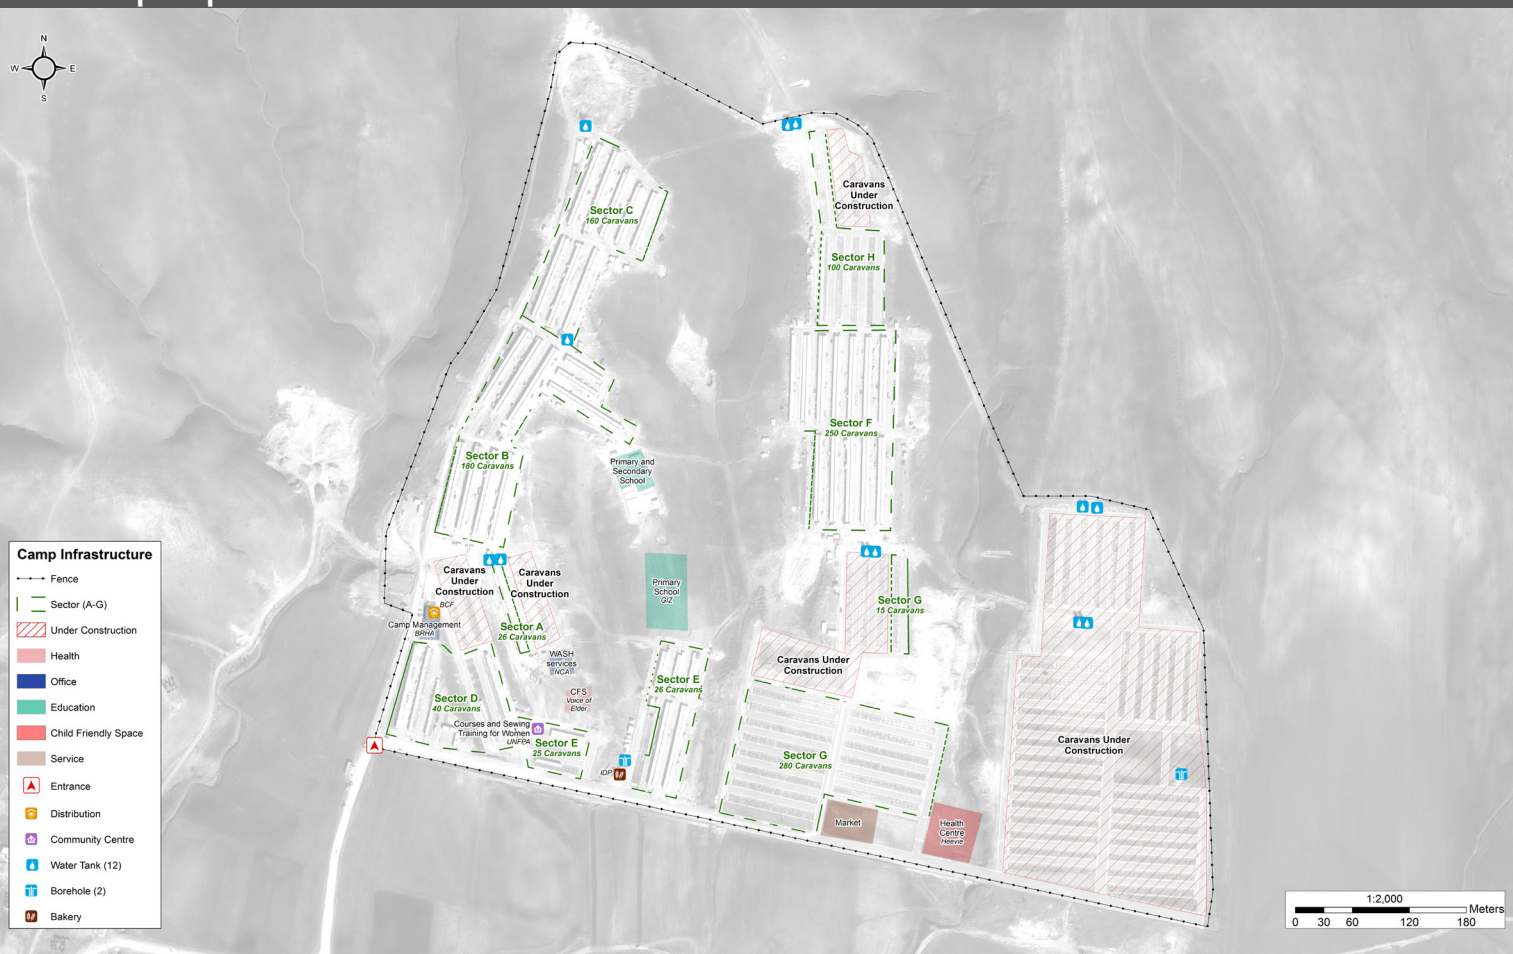 N
W E
S
Caravans
Under
Construction
Sector C
160 Caravans
Sector H
100 Caravans
Sector F
250 Caravans
Sector B
180 Caravans
Primary and
Secondary
School
Caravans
Under
Construction
Caravans
Under
Construction
Primary
School
GIZ
Sector G
15 Caravans
BCF
Camp Management
BRHA
Sector A
26 Caravans
WASH
services
NCA
Caravans Under
Construction
Sector E
26 Caravans
CFS
Voice of
Elder
Sector D
40 Caravans
Courses and Sewing
Training for Women
UNFPA
Sector E
25 Caravans
IDP
Sector G
280 Caravans
Caravans Under
Construction
Market
Health
Centre
Heevie
Camp Infrastructure
Fence
Sector (A-G)
Under Construction
Health
Office
Education
Child Friendly Space
Service
Entrance
Distribution
Community Centre
Water Tank (12)
Borehole (2)
Bakery
1:2,000
Meters
0 30 60 120 180